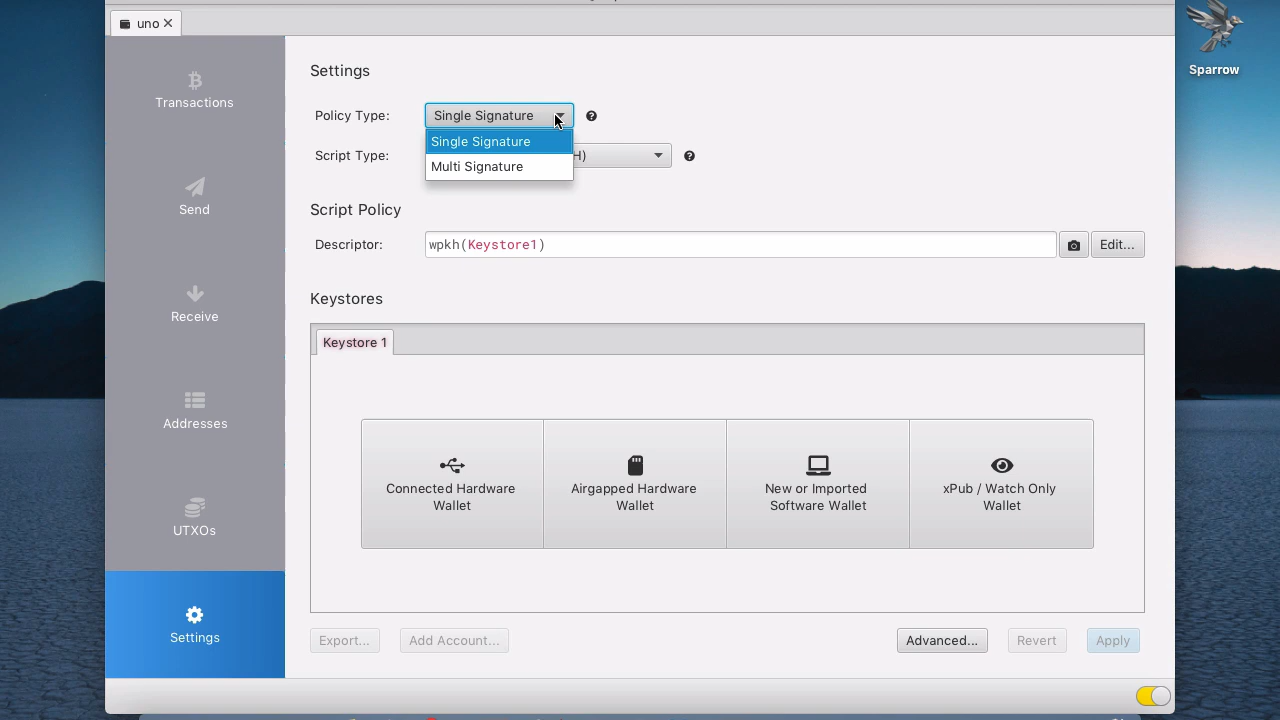 uno
Sparrow
Transactions
Send
Receive
Addresses
UTXOs
Settings
Settings
Policy Type:
Single Signature
Single Signature
Multi Signature
Script Type:
H)
Script Policy
Descriptor:
wpkh(Keystore1)
Edit...
Keystores
Keystore 1
Connected Hardware
Wallet
Airgapped Hardware
Wallet
New or Imported
Software Wallet
xPub / Watch Only
Wallet
Export...
Add Account...
Advanced...
Revert
Apply